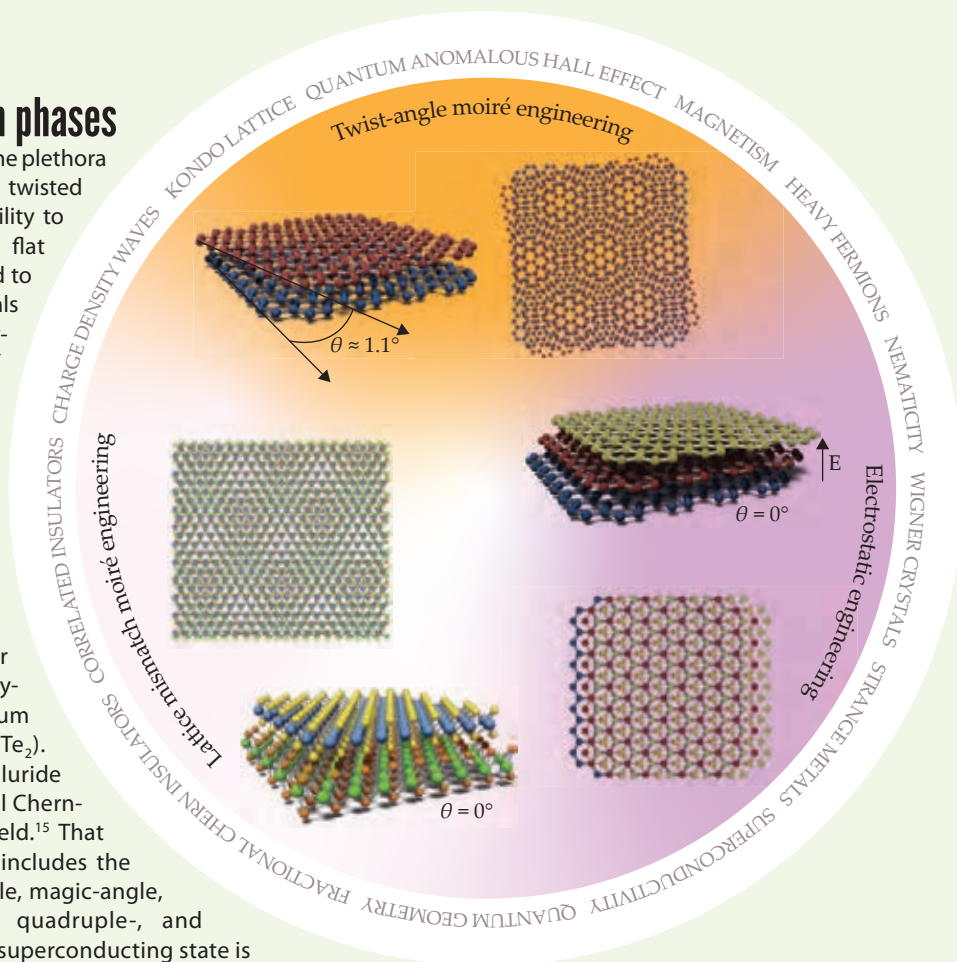 n phases
ne plethora
twisted
ility to
flat
d to
als
r-
r
y-
um
Te₂).
luride
l Chern-
eld.¹⁵ That
includes the
le, magic-angle,
quadruple-, and
superconducting state is
CORRELATED INSULATORS CHARGE DENSITY WAVES KONDO LATTICE QUANTUM ANOMALOUS HALL EFFECT MAGNETISM HEAVY FERMIONS NEMATICITY WIGNER CRYSTALS STRANGE METALS SUPERCONDUCTIVITY QUANTUM GEOMETRY FRACTIONAL CHERN INSULATORS
Twist-angle moiré engineering
θ ≈ 1.1°
E
θ = 0°
Electrostatic engineering
Lattice mismatch moiré engineering
θ = 0°